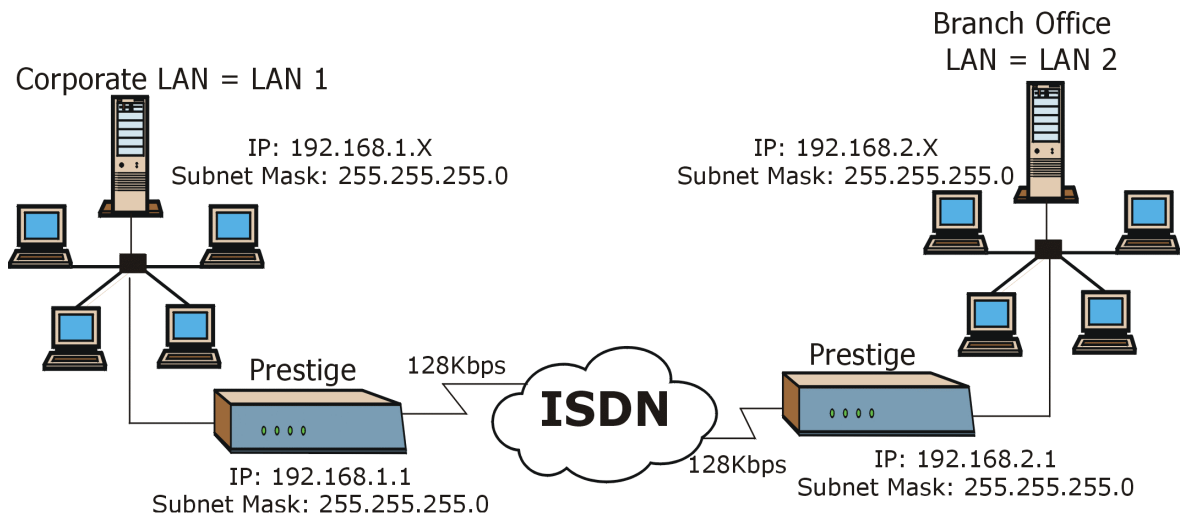 Corporate LAN = LAN 1
IP: 192.168.1.X
Subnet Mask: 255.255.255.0
Branch Office
LAN = LAN 2
IP: 192.168.2.X
Subnet Mask: 255.255.255.0
Prestige
128Kbps
ISDN
128Kbps
Prestige
IP: 192.168.1.1
Subnet Mask: 255.255.255.0
IP: 192.168.2.1
Subnet Mask: 255.255.255.0